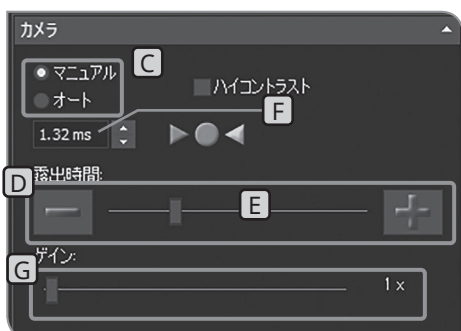 カメラ
マニュアル
C
オート
ハイコントラスト
F
1.32 ms
露出時間:
D
E
ゲイン:
G
1 x